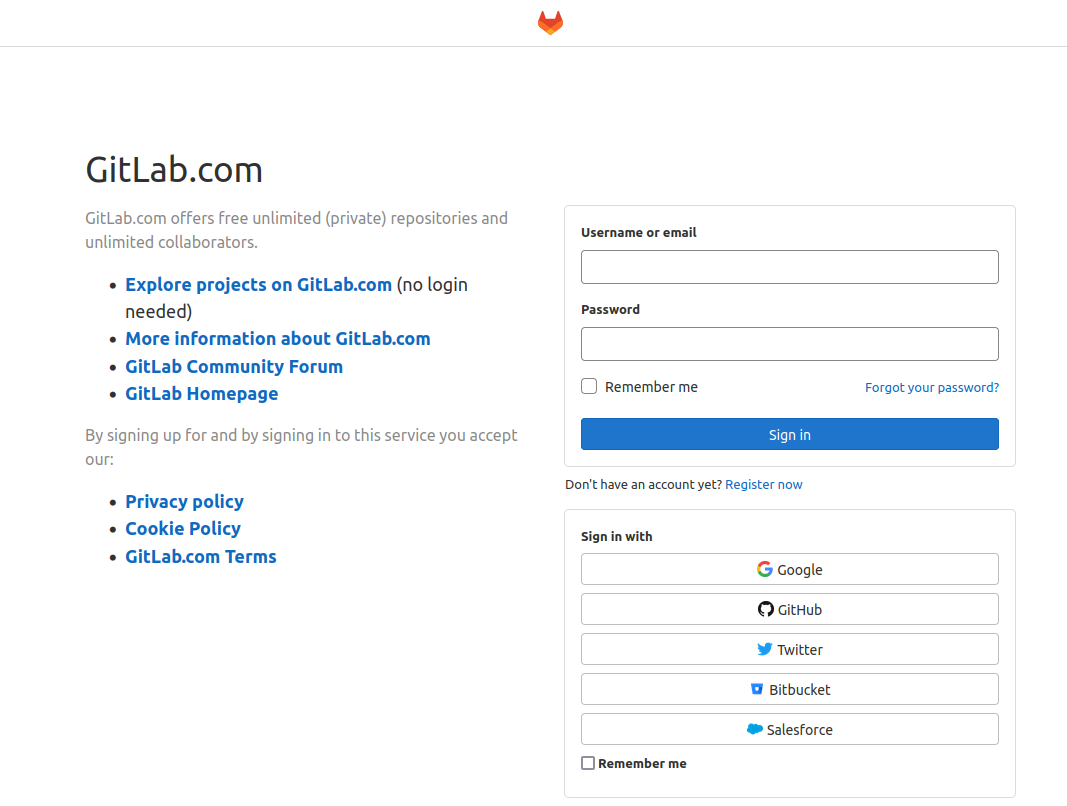 GitLab.com
GitLab.com offers free unlimited (private) repositories and
unlimited collaborators.
Explore projects on GitLab.com (no login
needed)
More information about GitLab.com
GitLab Community Forum
GitLab Homepage
By signing up for and by signing in to this service you accept
our:
Privacy policy
Cookie Policy
GitLab.com Terms
Username or email
Password
Remember me
Forgot your password?
Sign in
Don't have an account yet? Register now
Sign in with
Google
GitHub
Twitter
Bitbucket
Salesforce
Remember me